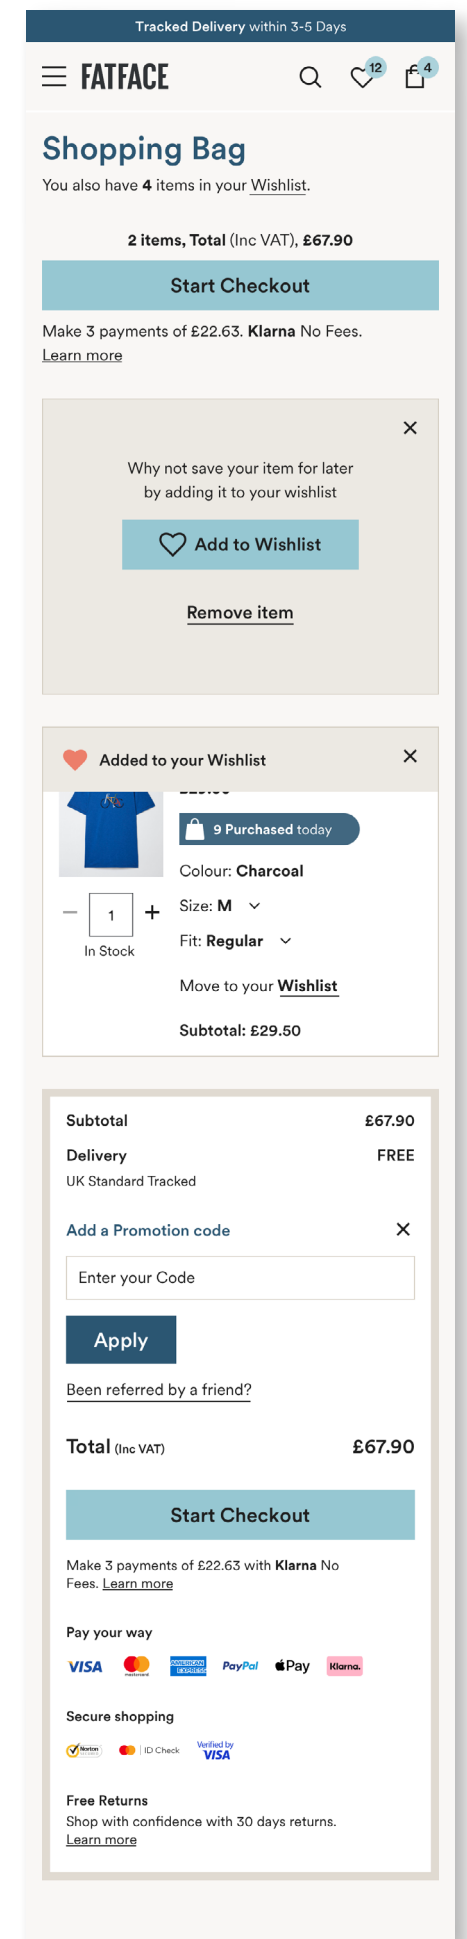 Tracked Delivery within 3-5 Days
FATFACE
12
4
Shopping Bag
You also have 4 items in your Wishlist.
2 items, Total (Inc VAT), £67.90
Start Checkout
Make 3 payments of £22.63. Klarna No Fees.
Learn more
Why not save your item for later
by adding it to your wishlist
Add to Wishlist
Remove item
Added to your Wishlist
9 Purchased today
Colour: Charcoal
1
Size: M
In Stock
Fit: Regular
Move to your Wishlist
Subtotal: £29.50
Subtotal £67.90
Delivery FREE
UK Standard Tracked
Add a Promotion code
Enter your Code
Apply
Been referred by a friend?
Total (Inc VAT) £67.90
Start Checkout
Make 3 payments of £22.63 with Klarna No
Fees. Learn more
Pay your way
VISA mastercard AMERICAN EXPRESS PayPal Pay Klarna.
Secure shopping
Norton ID Check Verified by VISA
Free Returns
Shop with confidence with 30 days returns.
Learn more